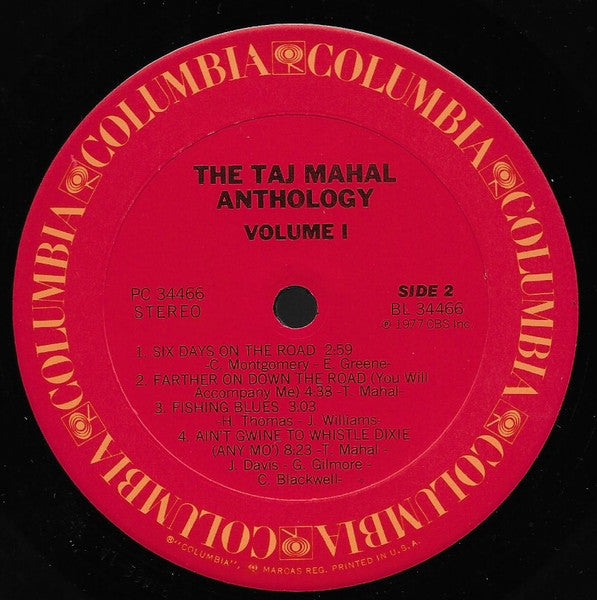 COLUMBIA COLUMBIA COLUMBIA COLUMBIA COLUMBIA COLUMBIA
THE TAJ MAHAL
ANTHOLOGY
VOLUME I
PC 34466
STEREO
SIDE 2
BL 34466
℗ 1977 CBS Inc
1. SIX DAYS ON THE ROAD 2:59
-C. Montgomery- E. Greene-
2. FARTHER ON DOWN THE ROAD (You Will
Accompany Me) 4:38 -T. Mahal-
3. FISHING BLUES 3:03
-H. Thomas - J. Williams-
4. AIN'T GWINE TO WHISTLE DIXIE
(ANY MO') 8:23 -T. Mahal -
J. Davis - G. Gilmore -
C. Blackwell-
®"COLUMBIA", MARCAS REG. PRINTED IN U.S.A.